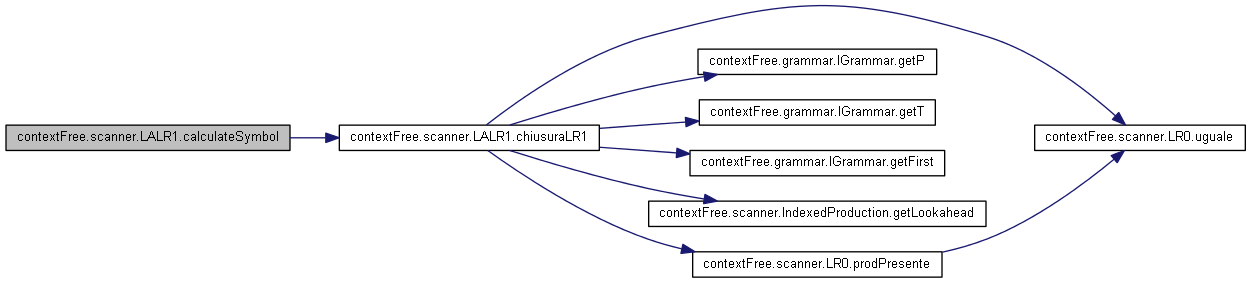 contextFree.scanner.LALR1.calculateSymbol
contextFree.scanner.LALR1.chiusuraLR1
contextFree.grammar.IGrammar.getP
contextFree.grammar.IGrammar.getT
contextFree.grammar.IGrammar.getFirst
contextFree.scanner.IndexedProduction.getLookahead
contextFree.scanner.LR0.prodPresente
contextFree.scanner.LR0.uguale